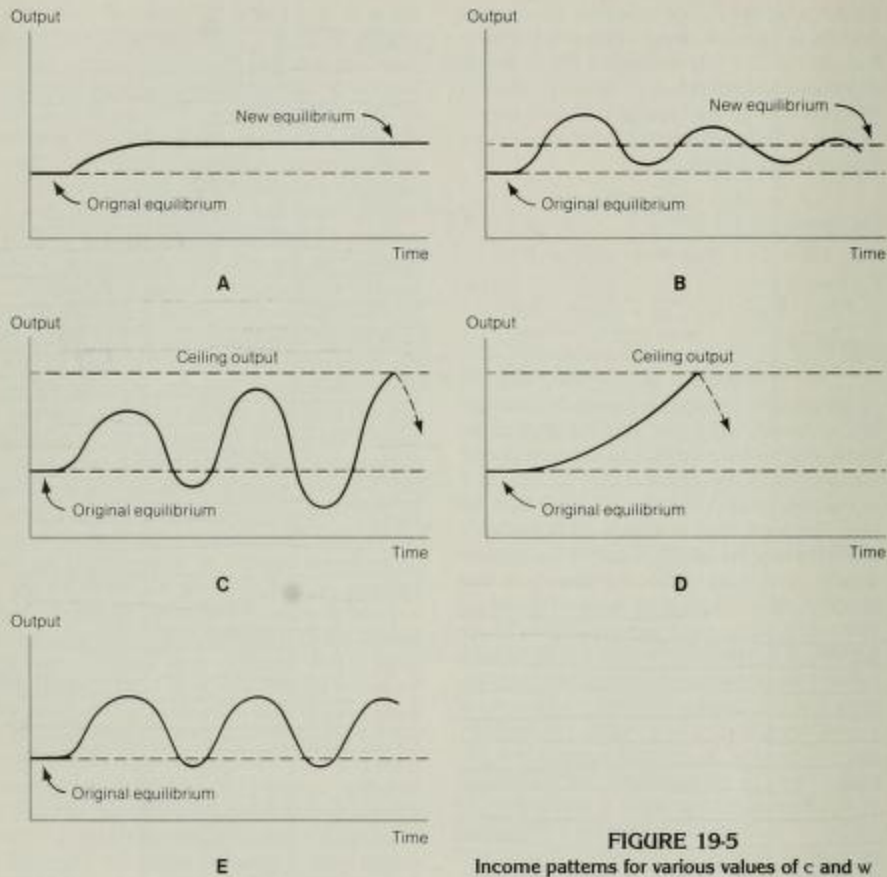 Output
New equilibrium
Orignal equilibrium
Time
A
Output
New equilibrium
Original equilibrium
Time
B
Output
Ceiling output
Original equilibrium
Time
C
Output
Ceiling output
Original equilibrium
Time
D
Output
Original equilibrium
Time
E
FIGURE 19-5
Income patterns for various values of c and w